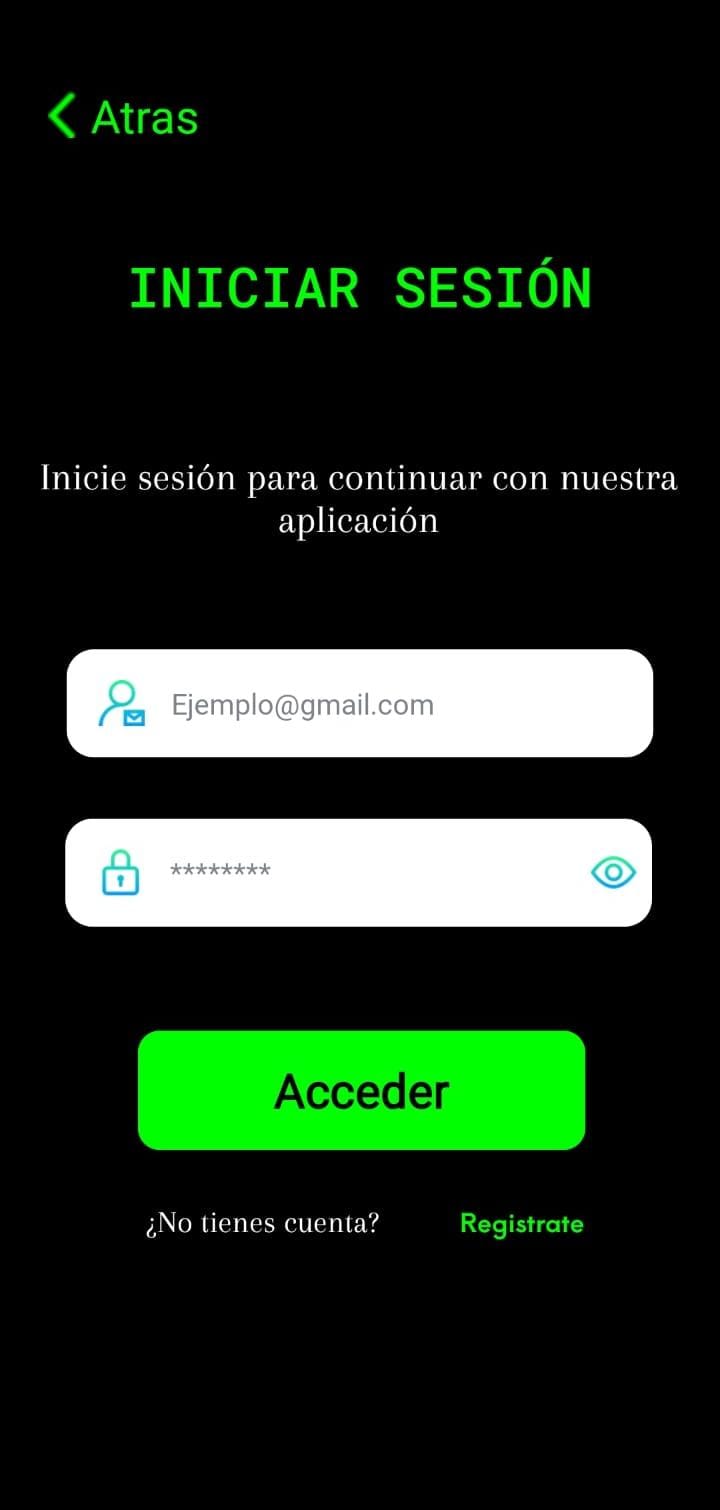 Atras
INICIAR SESIÓN
Inicie sesión para continuar con nuestra
aplicación
Ejemplo@gmail.com
********
Acceder
¿No tienes cuenta? Registrate